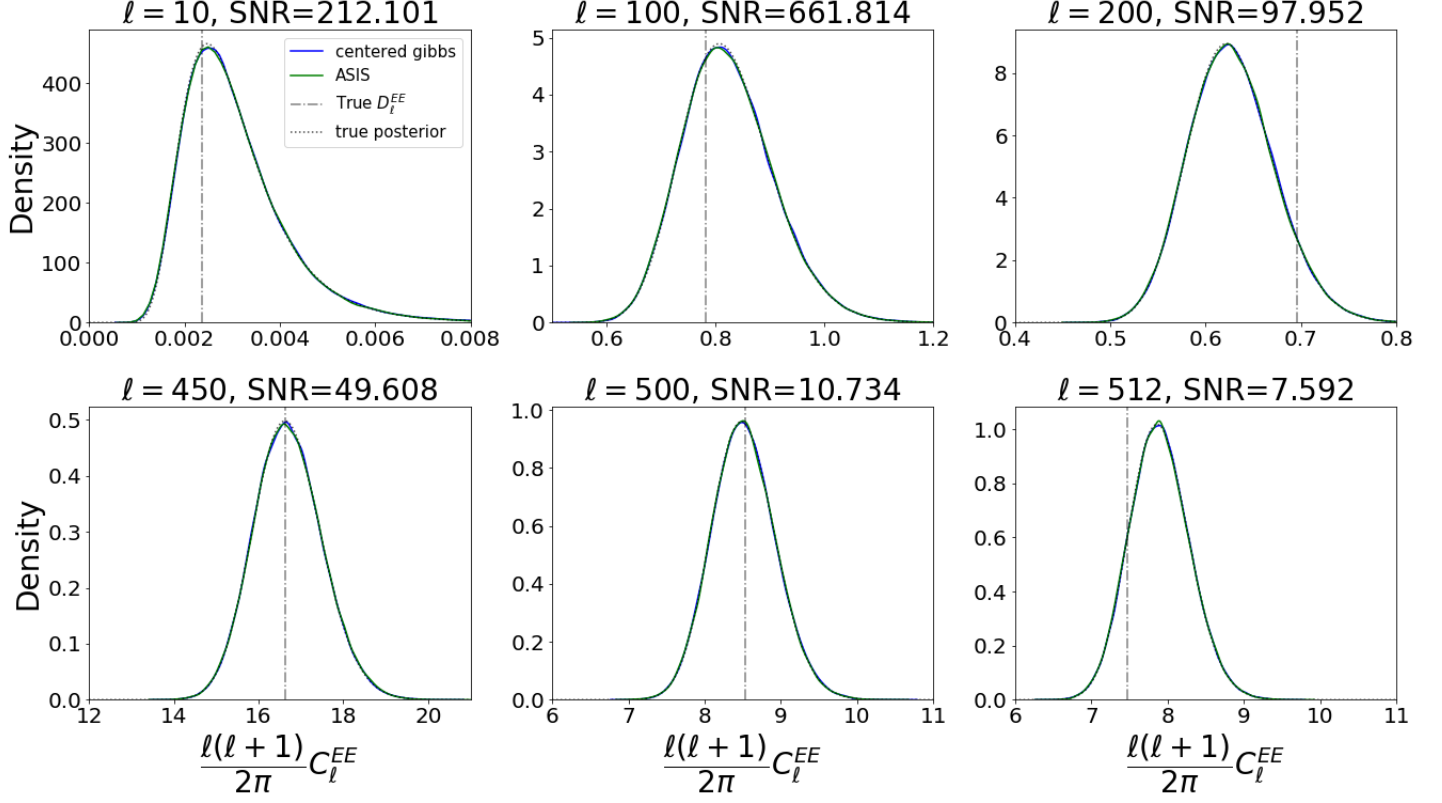 ℓ = 10, SNR=212.101
ℓ = 100, SNR=661.814
ℓ = 200, SNR=97.952
centered gibbs
ASIS
True D_ℓ^{EE}
true posterior
Density
400
300
200
100
0
0.000 0.002 0.004 0.006 0.008
5
4
3
2
1
0
0.6 0.8 1.0 1.2
8
6
4
2
0
0.4 0.5 0.6 0.7 0.8
ℓ = 450, SNR=49.608
ℓ = 500, SNR=10.734
ℓ = 512, SNR=7.592
Density
0.5
0.4
0.3
0.2
0.1
0.0
12 14 16 18 20
1.0
0.8
0.6
0.4
0.2
0.0
6 7 8 9 10 11
1.0
0.8
0.6
0.4
0.2
0.0
6 7 8 9 10 11
ℓ(ℓ + 1)/2π C_ℓ^{EE}
ℓ(ℓ + 1)/2π C_ℓ^{EE}
ℓ(ℓ + 1)/2π C_ℓ^{EE}